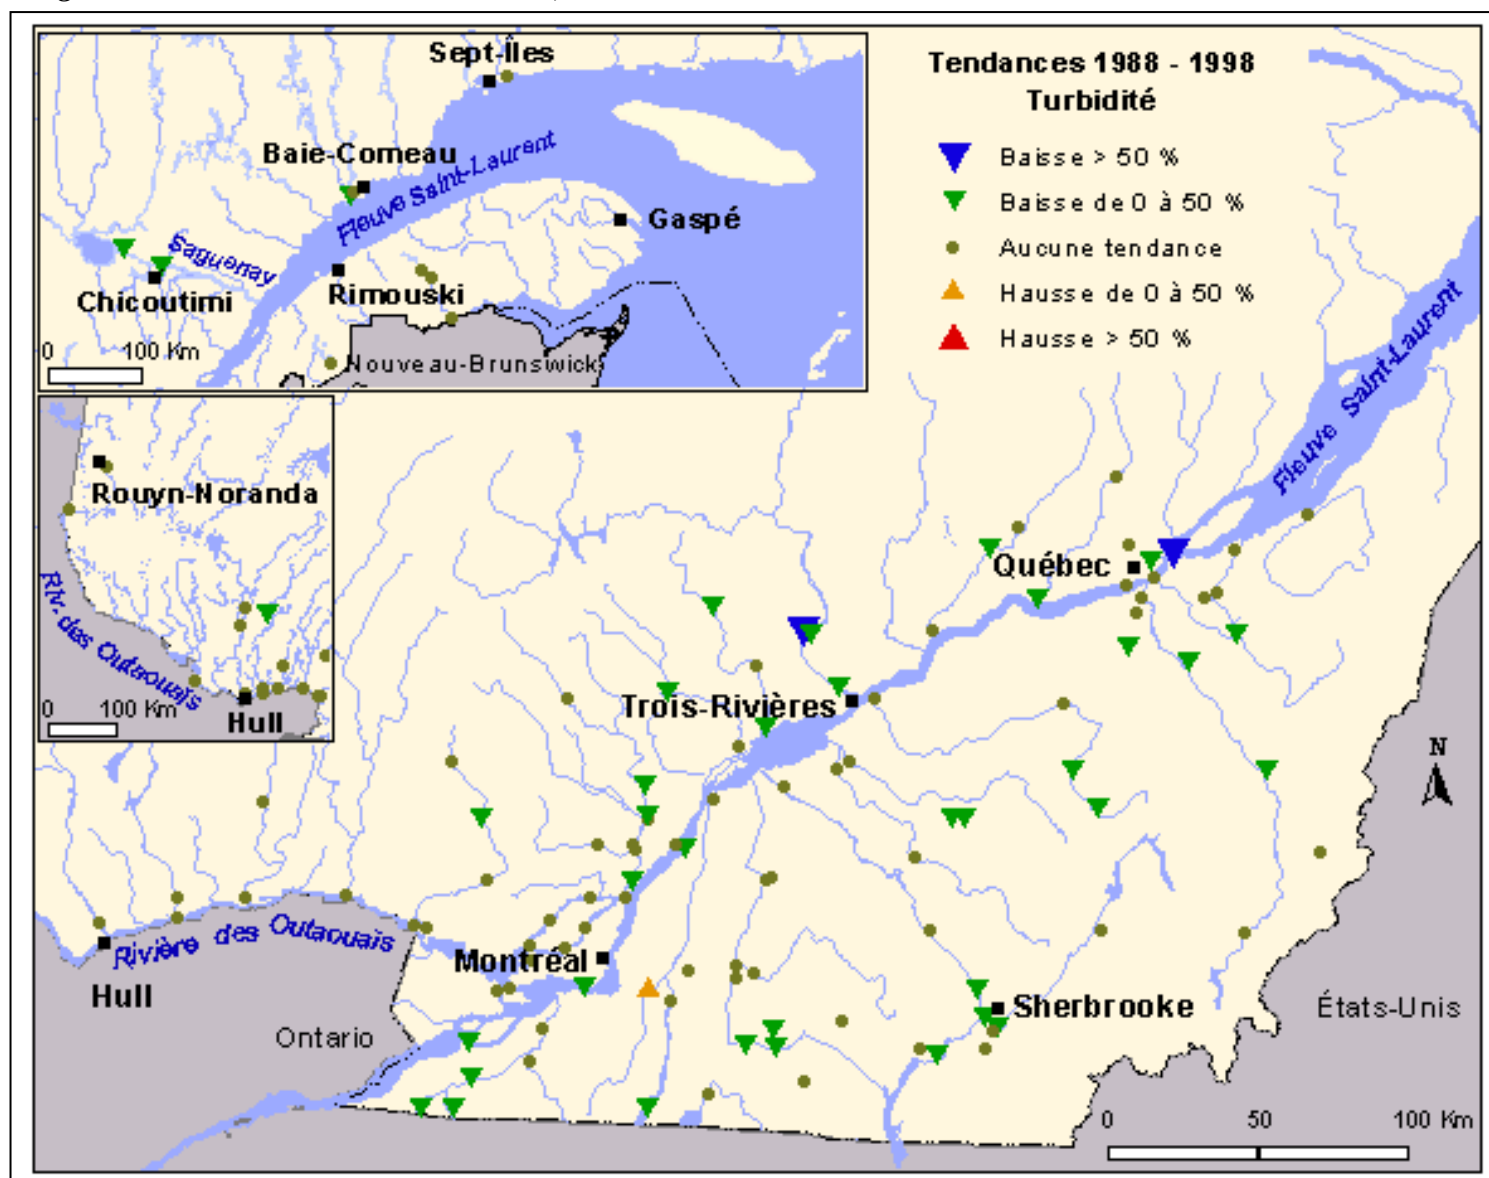 Sept-Îles
Baie-Comeau
Fleuve Saint-Laurent
Gaspé
Saguenay
Chicoutimi
Rimouski
0 100 Km
Nouveau-Brunswick
Tendances 1988 - 1998
Turbidité
Baisse > 50 %
Baisse de 0 à 50 %
Aucune tendance
Hausse de 0 à 50 %
Hausse > 50 %
Rouyn-Noranda
Riv. des Outaouais
0 100 Km
Hull
Fleuve Saint-Laurent
Québec
Trois-Rivières
N
Rivière des Outaouais
Montréal
Hull
Sherbrooke
Ontario
États-Unis
0 50 100 Km